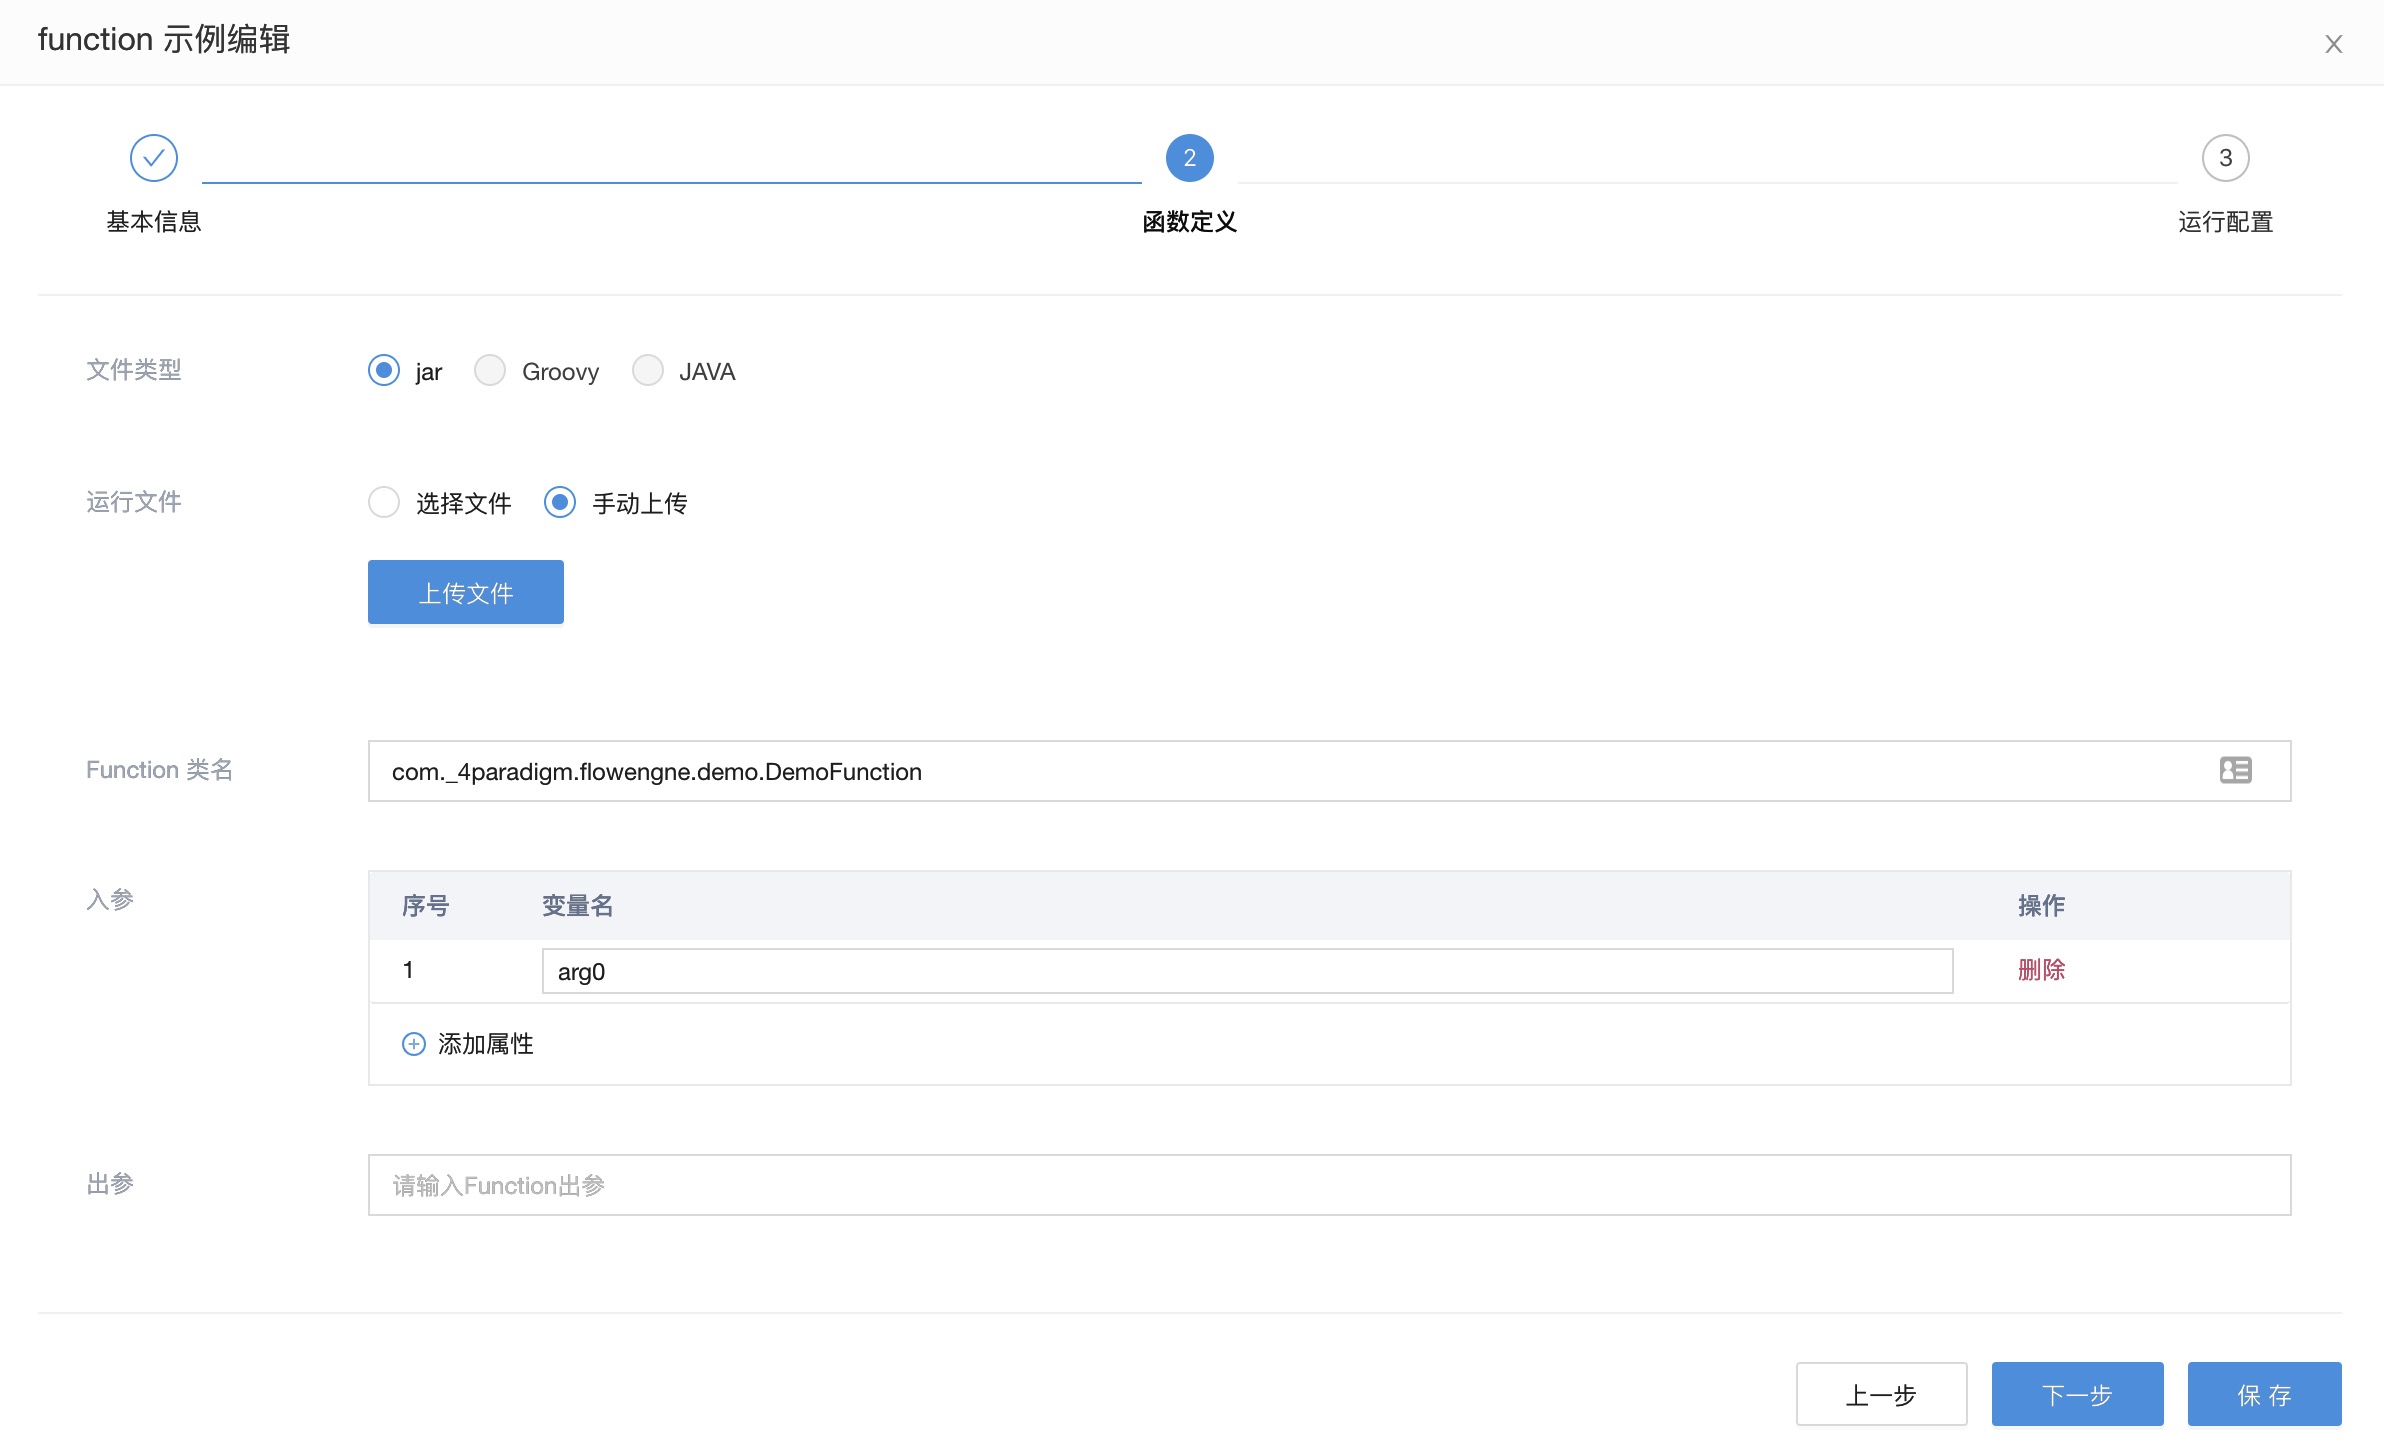 function 示例编辑
X
2
3
基本信息
函数定义
运行配置
文件类型
jar
Groovy
JAVA
运行文件
选择文件
手动上传
上传文件
Function 类名
com._4paradigm.flowengne.demo.DemoFunction
入参
序号
变量名
操作
1
arg0
删除
添加属性
出参
请输入Function出参
上一步
下一步
保 存